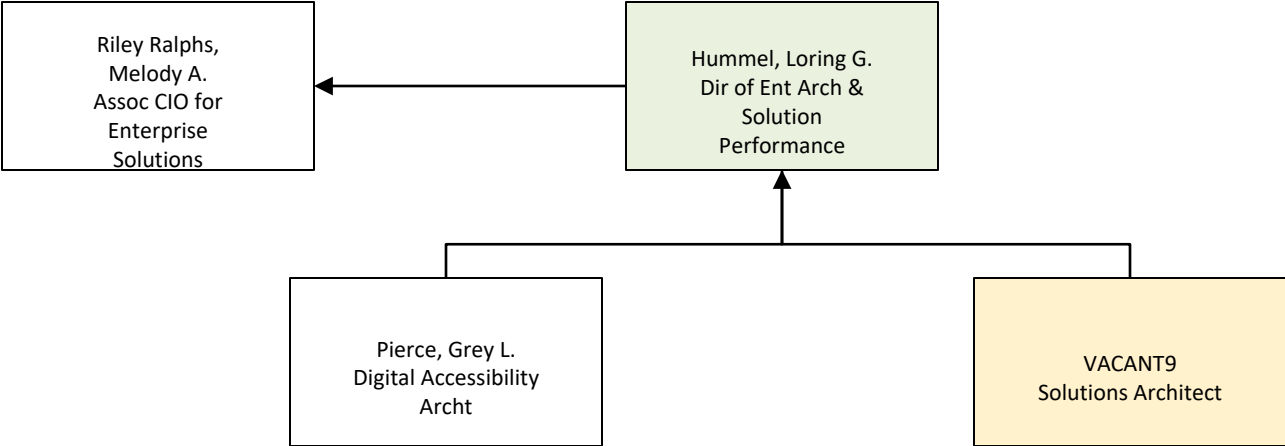 Riley Ralphs,
Melody A.
Assoc CIO for
Enterprise
Solutions
Hummel, Loring G.
Dir of Ent Arch &
Solution
Performance
Pierce, Grey L.
Digital Accessibility
Archt
VACANT9
Solutions Architect